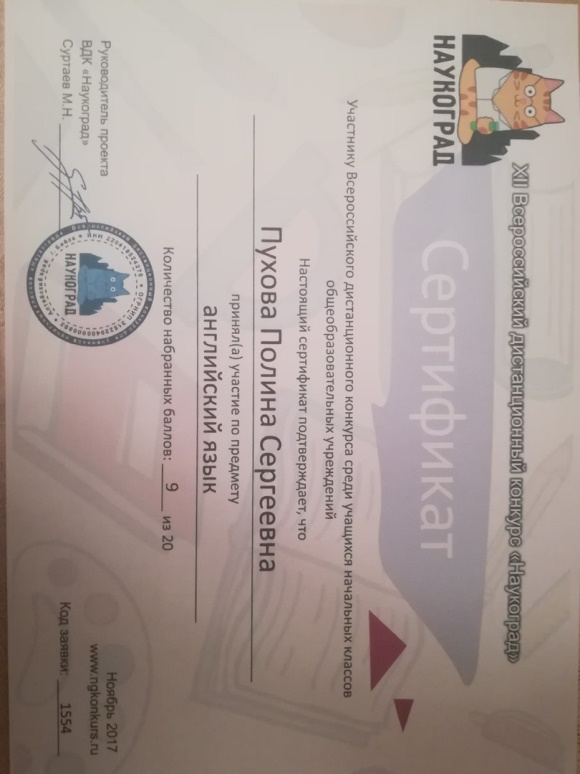 XII Всероссийский дистанционный конкурс «Наукоград»
НАУКОГРАД
Сертификат
Участнику Всероссийского дистанционного конкурса среди учащихся начальных классов
общеобразовательных учреждений
Настоящий сертификат подтверждает, что
Пухова Полина Сергеевна
принял(а) участие по предмету
английский язык
Количество набранных баллов: 9 из 20
Руководитель проекта
ВДК «Наукоград»
Суртаев М.Н.
НАУКОГРАД
Ноябрь 2017
www.ngkonkurs.ru
Код заявки: 1554